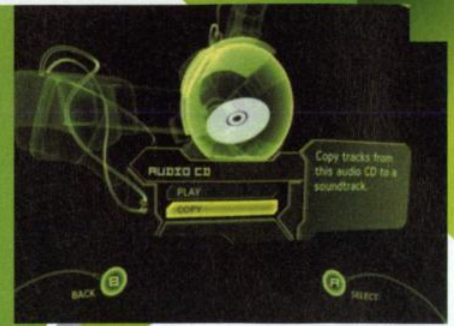 AUDIO CD
PLAY
COPY
Copy tracks from
this audio CD to a
soundtrack.
B
BACK
A
SELECT